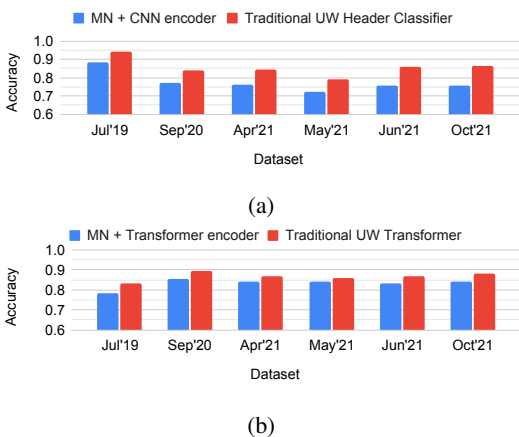 MN + CNN encoder Traditional UW Header Classifier
1.0
0.9
0.8
0.7
0.6
Accuracy
Jul'19 Sep'20 Apr'21 May'21 Jun'21 Oct'21
Dataset
(a)
MN + Transformer encoder Traditional UW Transformer
1.0
0.9
0.8
0.7
0.6
Accuracy
Jul'19 Sep'20 Apr'21 May'21 Jun'21 Oct'21
Dataset
(b)